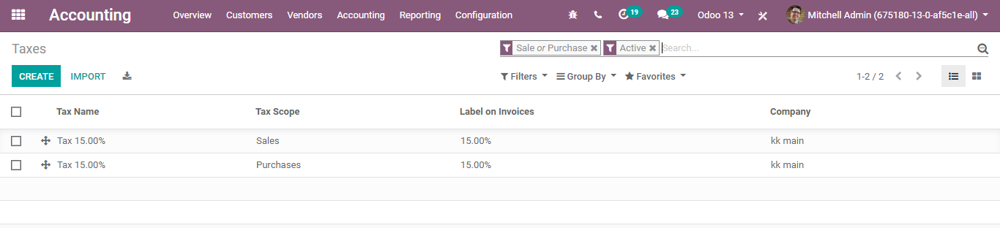 Accounting Overview Customers Vendors Accounting Reporting Configuration 19 23 Odoo 13 Mitchell Admin (675180-13-0-af5c1e-all)
Taxes Sale or Purchase Active Search...
CREATE IMPORT Filters Group By Favorites 1-2 / 2
Tax Name Tax Scope Label on Invoices Company
Tax 15.00% Sales 15.00% kk main
Tax 15.00% Purchases 15.00% kk main